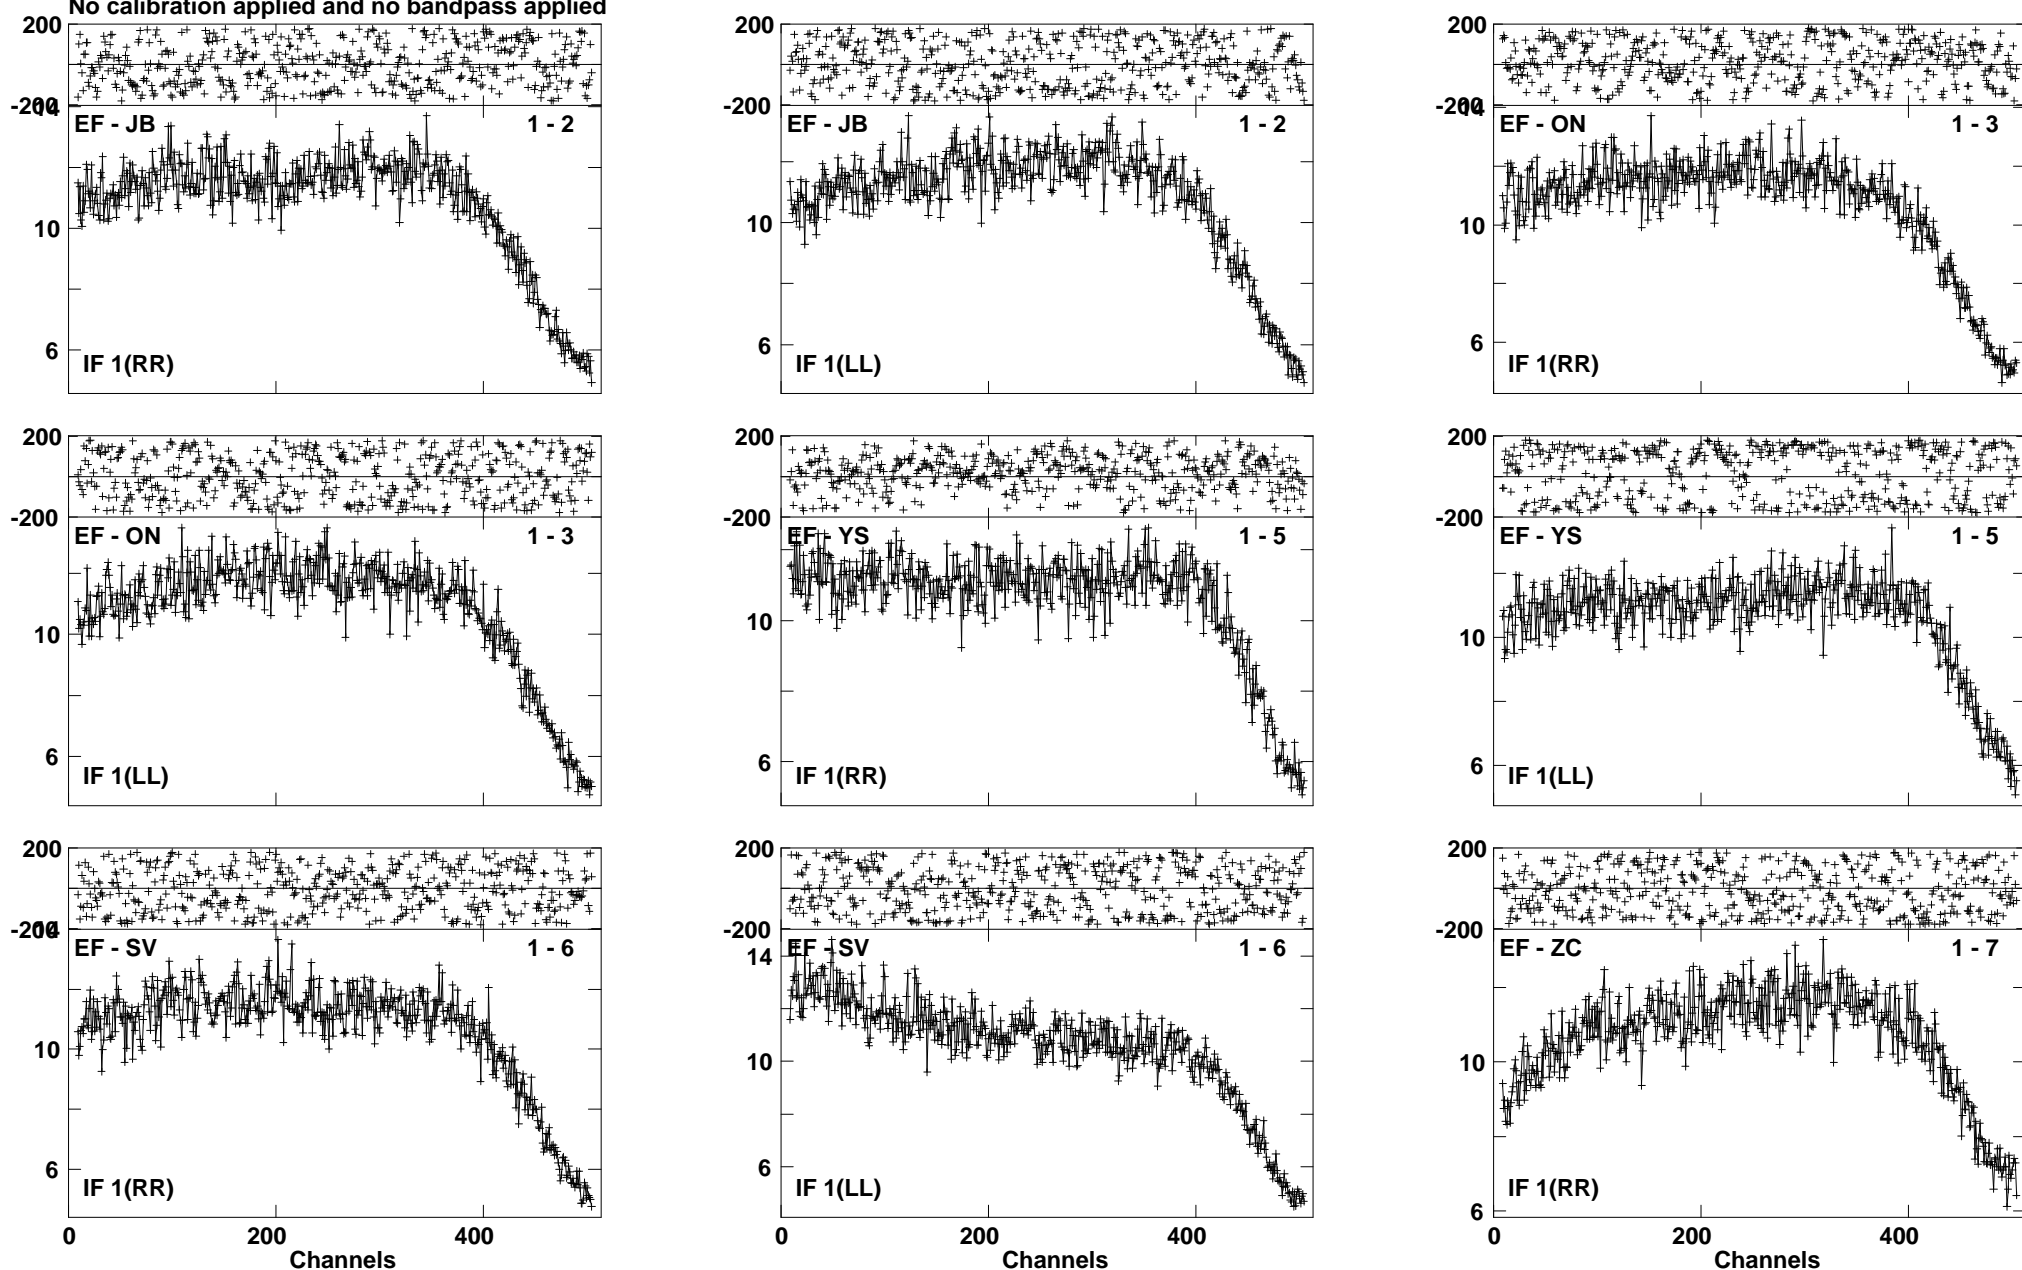 No calibration applied and no bandpass applied
200 200 200
-200 14 -200 -200 14
EF - JB 1 - 2 EF - JB 1 - 2 EF - ON 1 - 3
10 10 10
6 6 6
IF 1(RR) IF 1(LL) IF 1(RR)
200 200 200
-200 -200 -200
EF - ON 1 - 3 EF - YS 1 - 5 EF - YS 1 - 5
10 10 10
6 6 6
IF 1(LL) IF 1(RR) IF 1(LL)
200 200 200
-200 14 -200 -200
EF - SV 1 - 6 EF - SV 1 - 6 EF - ZC 1 - 7
14
10 10 10
6 6 6
IF 1(RR) IF 1(LL) IF 1(RR)
0 200 400 0 200 400 0 200 400
Channels Channels Channels